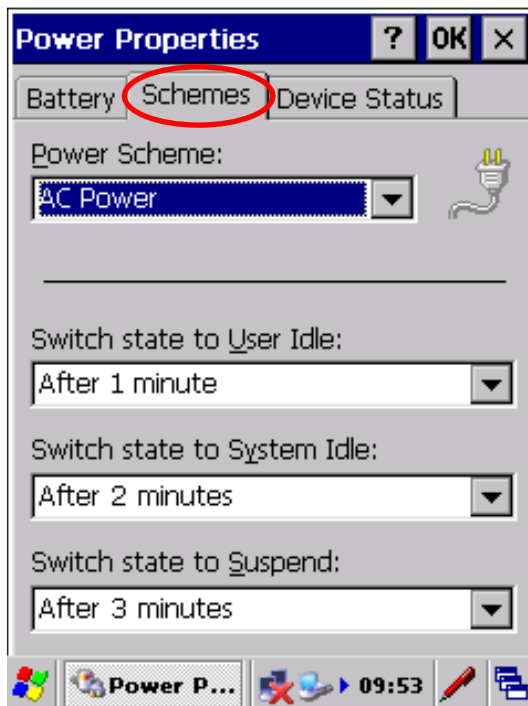 Power Properties ? OK ×
Battery Schemes Device Status
Power Scheme:
AC Power
Switch state to User Idle:
After 1 minute
Switch state to System Idle:
After 2 minutes
Switch state to Suspend:
After 3 minutes
Power P... 09:53